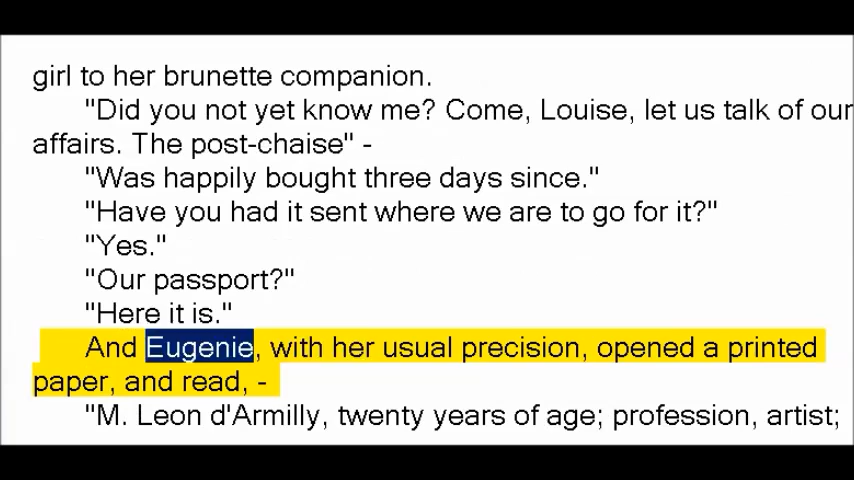 girl to her brunette companion.
"Did you not yet know me? Come, Louise, let us talk of our
affairs. The post-chaise" -
"Was happily bought three days since."
"Have you had it sent where we are to go for it?"
"Yes."
"Our passport?"
"Here it is."
And Eugenie, with her usual precision, opened a printed
paper, and read, -
"M. Leon d'Armilly, twenty years of age; profession, artist;